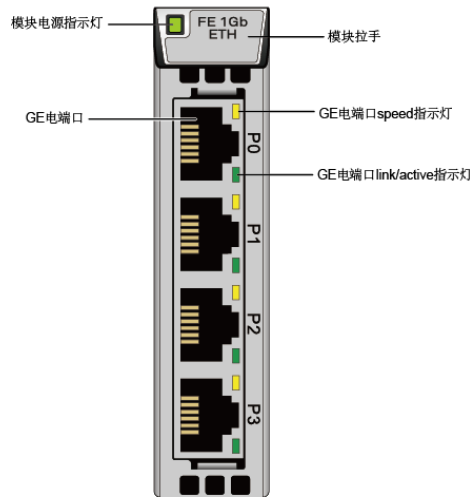 模块电源指示灯
FE 1Gb
ETH
模块拉手
GE电端口
GE电端口speed指示灯
P0
GE电端口link/active指示灯
P1
P2
P3